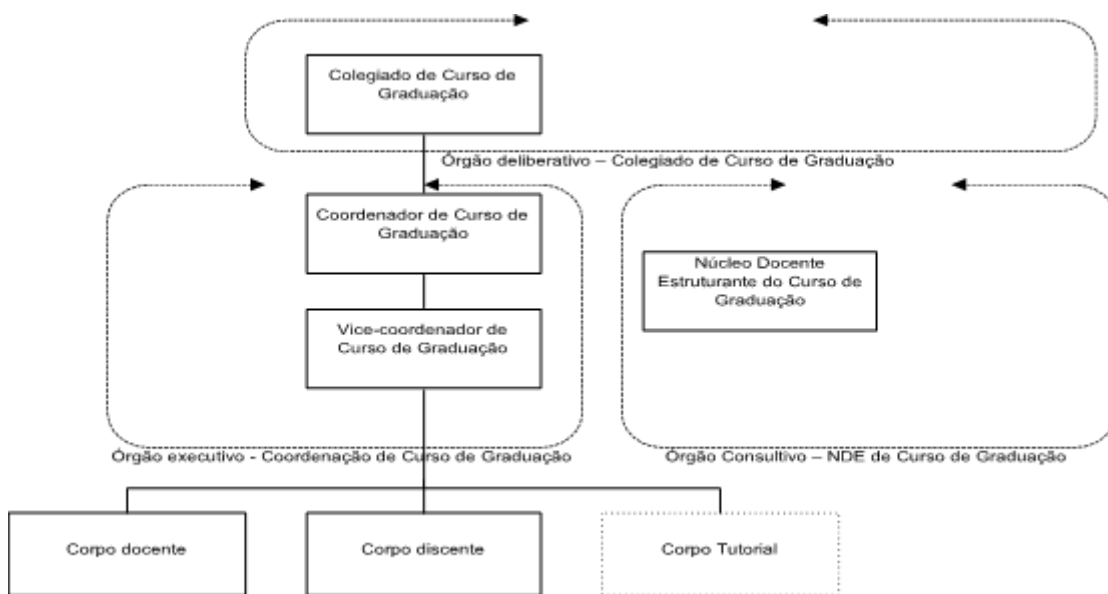 Colegiado de Curso de
Graduação
Órgão deliberativo – Colegiado de Curso de Graduação
Coordenador de Curso de
Graduação
Núcleo Docente
Estruturante do Curso de
Graduação
Vice-coordenador de
Curso de Graduação
Órgão executivo - Coordenação de Curso de Graduação
Órgão Consultivo – NDE de Curso de Graduação
Corpo docente
Corpo discente
Corpo Tutorial